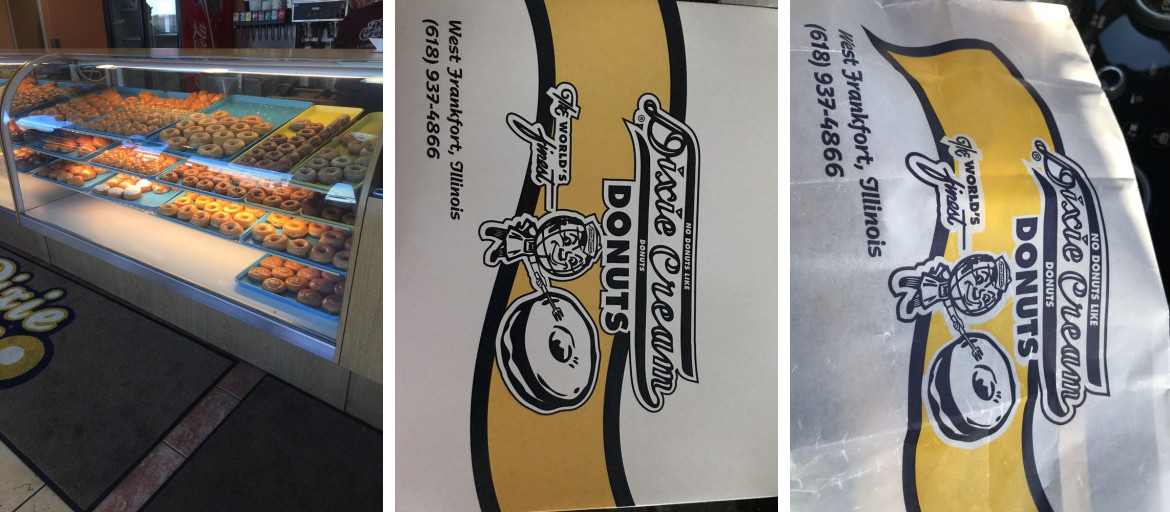 Dixie
West Frankfort, Illinois
(618) 937-4866
The WORLD'S
Finest
NO DONUTS LIKE
Dixie Cream®
DONUTS
DONUTS
West Frankfort, Illinois
(618) 937-4866
The WORLD'S
Finest
NO DONUTS LIKE
Dixie Cream®
DONUTS
DONUTS